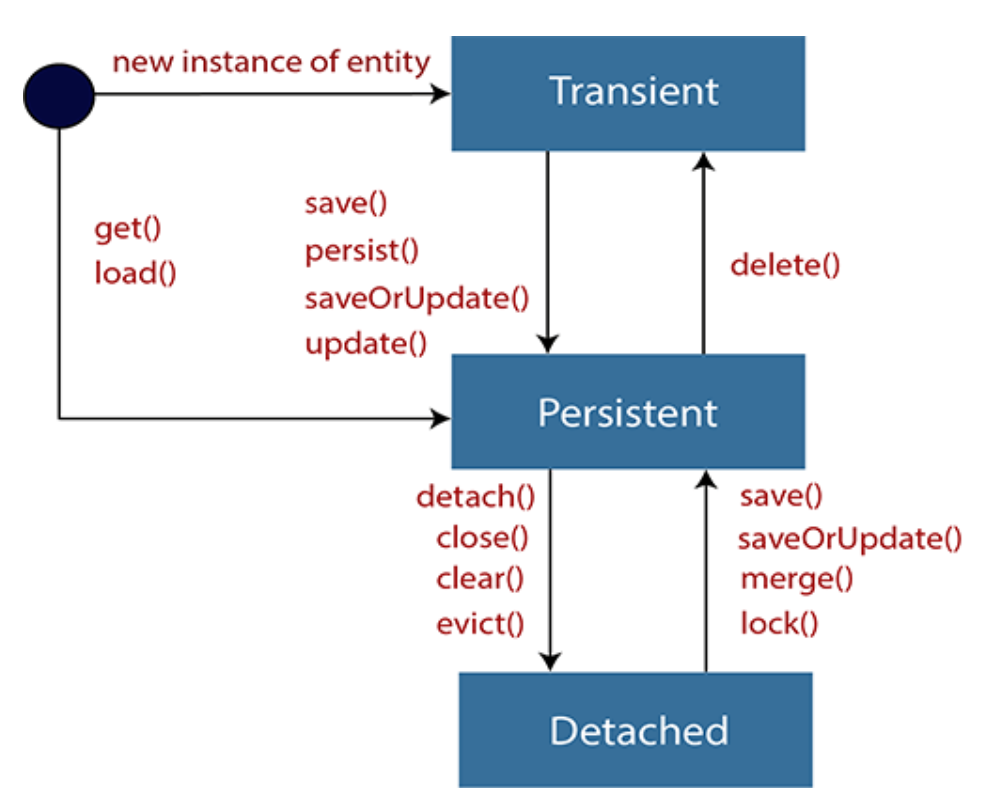 new instance of entity
Transient
get()
load()
save()
persist()
saveOrUpdate()
update()
delete()
Persistent
detach()
close()
clear()
evict()
save()
saveOrUpdate()
merge()
lock()
Detached